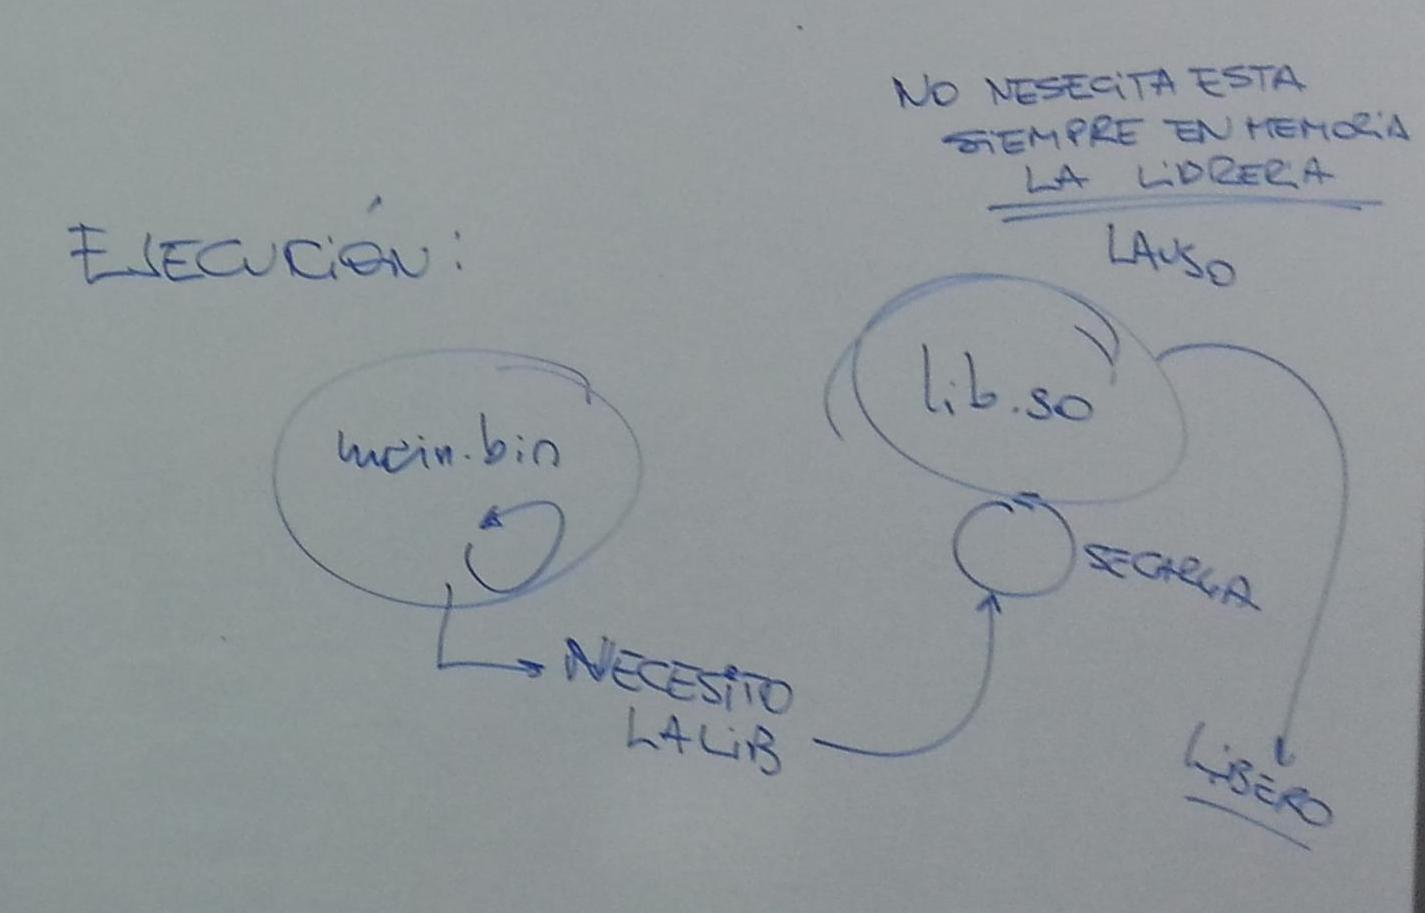 NO NESECITA ESTA
SIEMPRE EN MEMORIA
LA LIBRERIA
EJECUCIÓN:
LA USO
lib.so
main.bin
SE CARGA
NECESITO
LA LIB
LIBERO